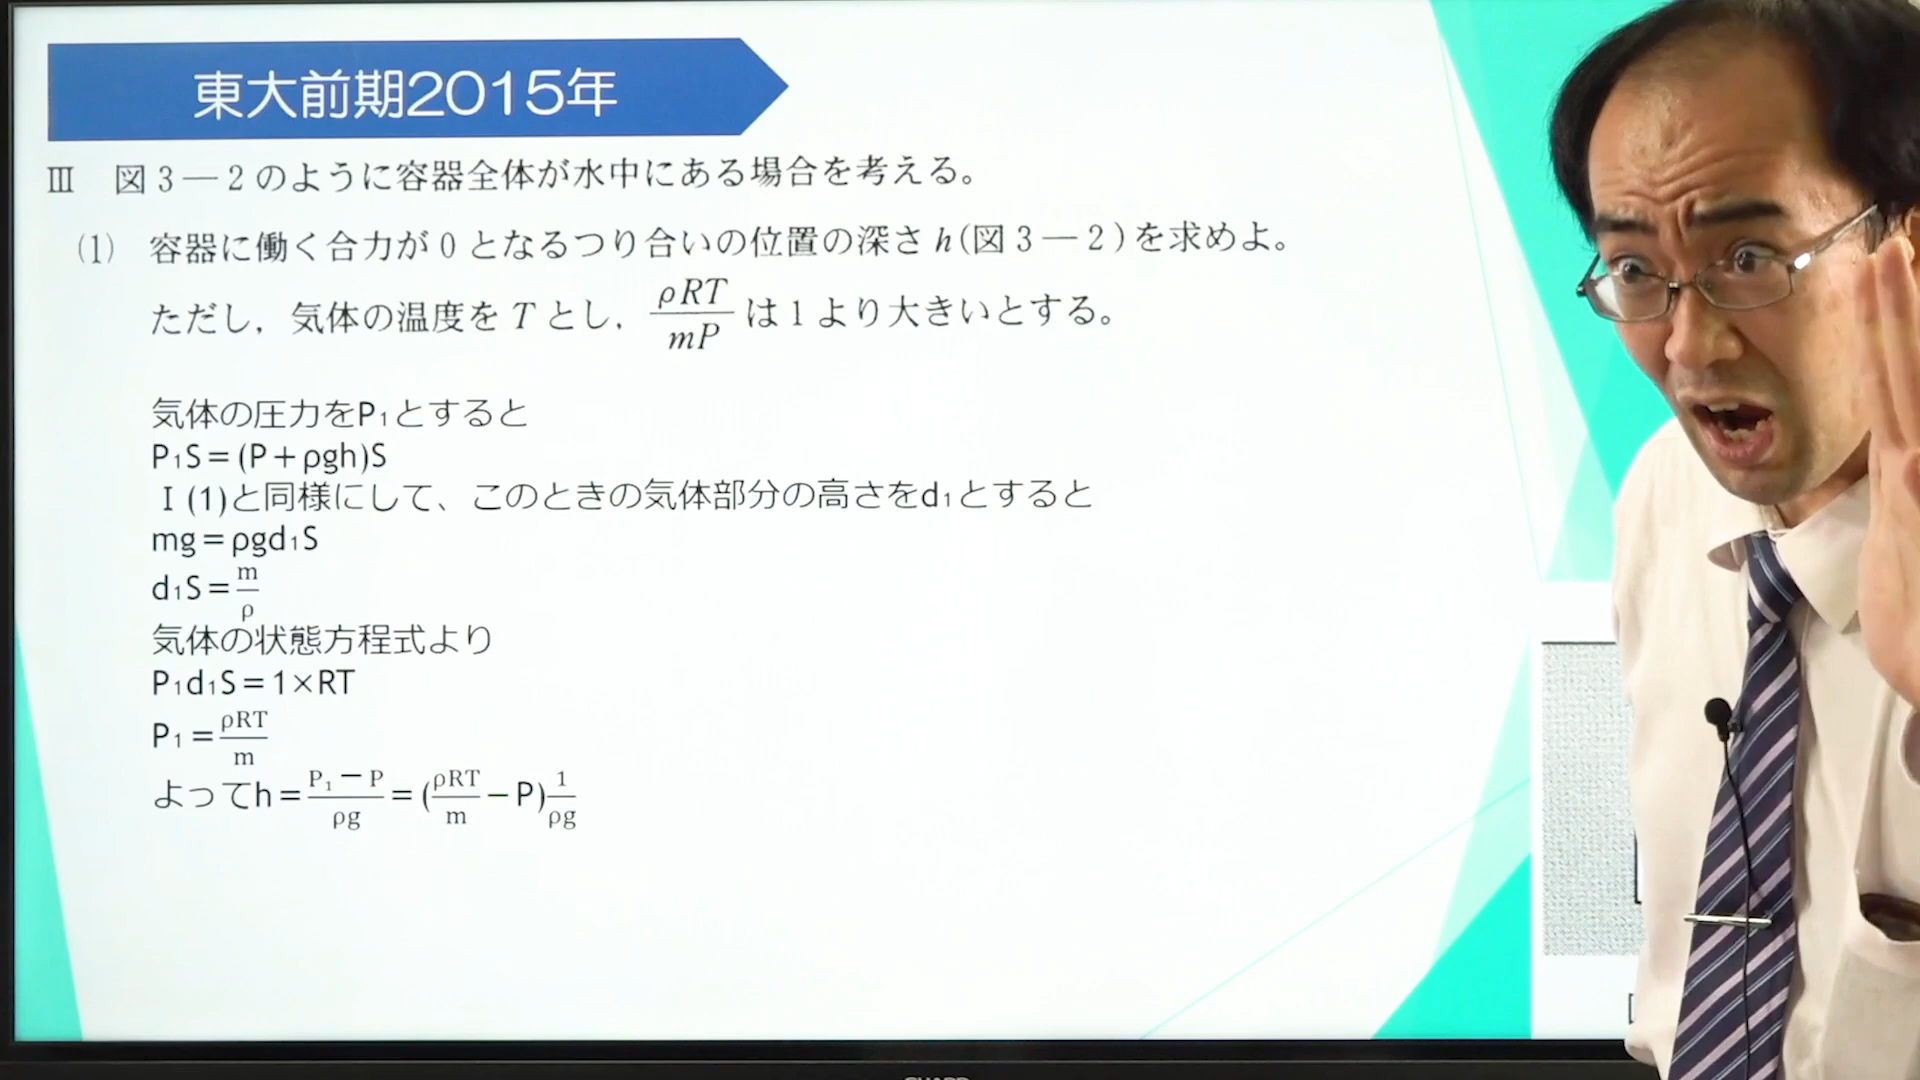 東大前期2015年
Ⅲ 図3―2のように容器全体が水中にある場合を考える。
(1) 容器に働く合力が0となるつり合いの位置の深さh(図3―2)を求めよ。
ただし，気体の温度をTとし，ρRT/mP は1より大きいとする。
気体の圧力をP₁とすると
P₁S＝(P＋ρgh)S
Ⅰ(1)と同様にして、このときの気体部分の高さをd₁とすると
mg＝ρgd₁S
d₁S＝m/ρ
気体の状態方程式より
P₁d₁S＝1×RT
P₁＝ρRT/m
よってh＝(P₁－P)/ρg＝(ρRT/m－P)1/ρg